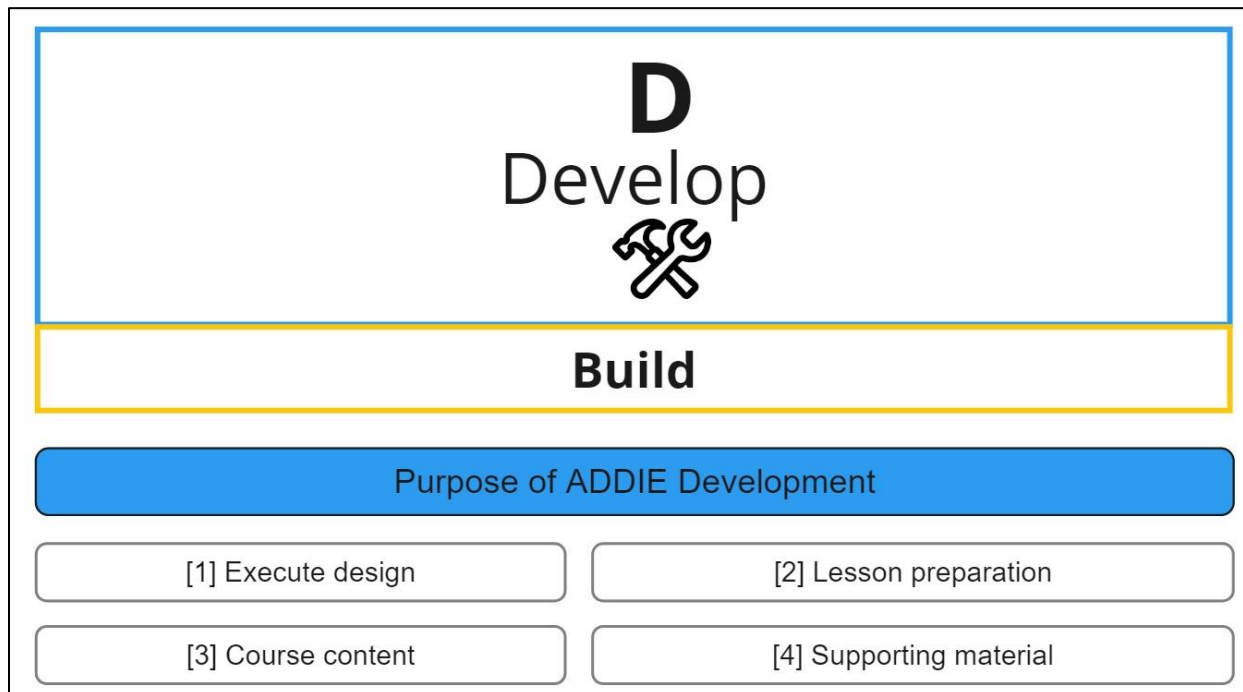 D
Develop
Build
Purpose of ADDIE Development
[1] Execute design
[2] Lesson preparation
[3] Course content
[4] Supporting material